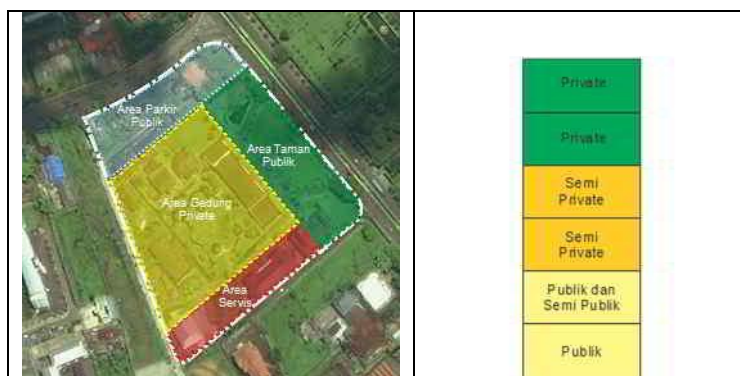 Area Parkir
Publik
Area Taman
Publik
Area Gedung
Private
Area
Servis
Private
Private
Semi
Private
Semi
Private
Publik dan
Semi Publik
Publik